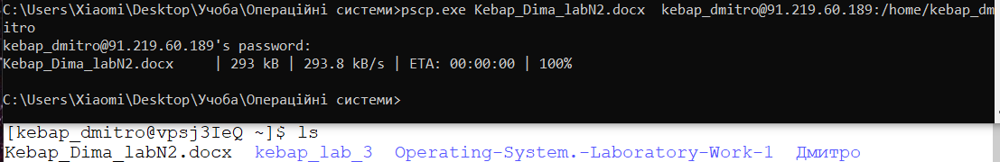 C:\Users\Xiaomi\Desktop\Учоба\Операційні системи>pscp.exe Kebap_Dima_labN2.docx  kebap_dmitro@91.219.60.189:/home/kebap_dm
itro
kebap_dmitro@91.219.60.189's password:
Kebap_Dima_labN2.docx     | 293 kB | 293.8 kB/s | ETA: 00:00:00 | 100%
C:\Users\Xiaomi\Desktop\Учоба\Операційні системи>
[kebap_dmitro@vpsj3IeQ ~]$ ls
Kebap_Dima_labN2.docx  kebap_lab_3  Operating-System.-Laboratory-Work-1  Дмитро